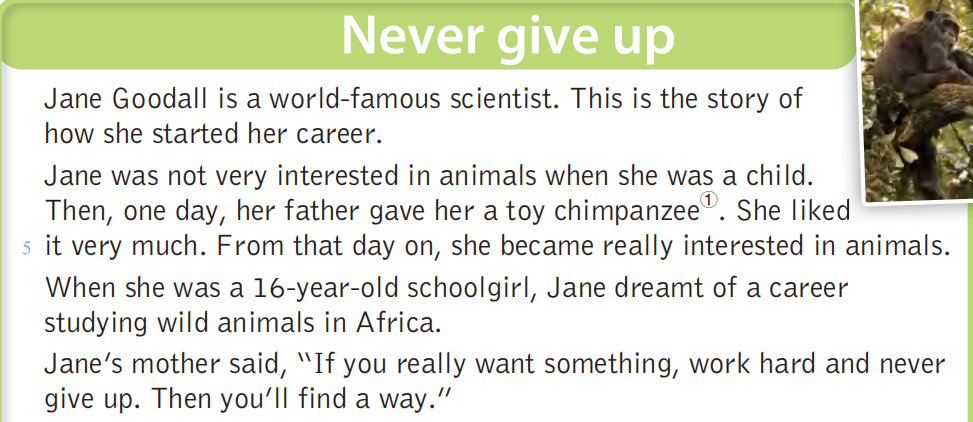 Never give up
Jane Goodall is a world-famous scientist. This is the story of
how she started her career.
Jane was not very interested in animals when she was a child.
Then, one day, her father gave her a toy chimpanzee①. She liked
5 it very much. From that day on, she became really interested in animals.
When she was a 16-year-old schoolgirl, Jane dreamt of a career
studying wild animals in Africa.
Jane’s mother said, “If you really want something, work hard and never
give up. Then you’ll find a way.”